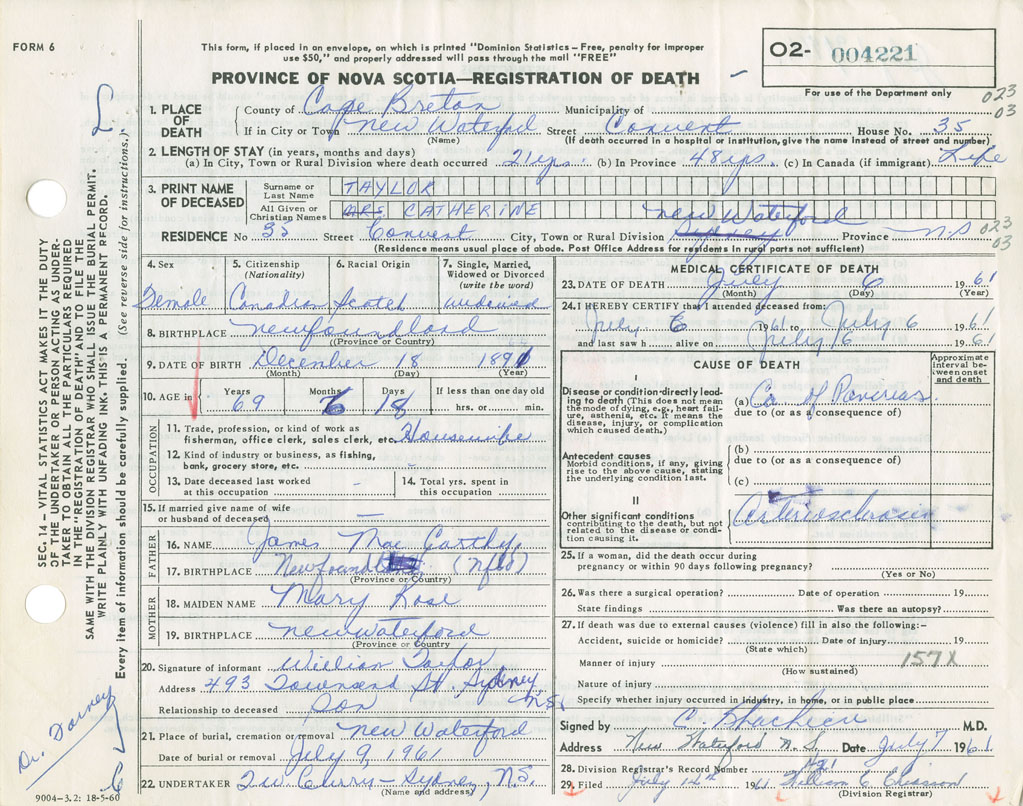 FORM 6
This form, if placed in an envelope, on which is printed "Dominion Statistics – Free, penalty for improper
use $50," and properly addressed will pass through the mail "FREE"
PROVINCE OF NOVA SCOTIA—REGISTRATION OF DEATH
O2- 004221
For use of the Department only
023
03
1. PLACE OF DEATH County of Cape Breton Municipality of
If in City or Town New Waterford Street Convent House No. 35
(Name) (If death occurred in a hospital or institution, give the name instead of street and number)
2. LENGTH OF STAY (in years, months and days)
(a) In City, Town or Rural Division where death occurred 21 yrs. (b) In Province 48 yrs. (c) In Canada (if immigrant) Life
3. PRINT NAME OF DECEASED
Surname or Last Name TAYLOR
All Given or Christian Names MRS CATHERINE
New Waterford
RESIDENCE No 35 Street Convent City, Town or Rural Division Sydney Province N.S
023
03
(Residence means usual place of abode. Post Office Address for residents in rural parts not sufficient)
4. Sex
Female
5. Citizenship (Nationality)
Canadian
6. Racial Origin
Scotch
7. Single, Married, Widowed or Divorced (write the word)
Widowed
8. BIRTHPLACE Newfoundland
(Province or Country)
9. DATE OF BIRTH December 18 1891
(Month) (Day) (Year)
10. AGE in Years Months Days If less than one day old
69 6 18 hrs. or min.
OCCUPATION
11. Trade, profession, or kind of work as
fisherman, office clerk, sales clerk, etc. Housewife
12. Kind of industry or business, as fishing,
bank, grocery store, etc. –
13. Date deceased last worked
at this occupation –
14. Total yrs. spent in
this occupation
15. If married give name of wife
or husband of deceased –
FATHER
16. NAME James Mac Carthy
17. BIRTHPLACE Newfoundland (Nfld)
(Province or Country)
MOTHER
18. MAIDEN NAME Mary Rose
19. BIRTHPLACE New Waterford
(Province or Country)
20. Signature of informant William Taylor
Address 493 Townsend St. Sydney, N.S.
Relationship to deceased Son
21. Place of burial, cremation or removal New Waterford
Date of burial or removal July 9, 1961
22. UNDERTAKER T W Curry – Sydney, N.S.
(Name and address)
9004-3.2: 18-5-60
MEDICAL CERTIFICATE OF DEATH
23. DATE OF DEATH July 6 1961
(Month) (Day) (Year)
24. I HEREBY CERTIFY that I attended deceased from:
July 6 1961 to July 6 1961
and last saw h alive on July 6 1961
CAUSE OF DEATH
Approximate interval between onset and death
I
Disease or condition directly leading to death (This does not mean the mode of dying, e.g., heart failure, asthenia, etc. It means the disease, injury, or complication which caused death.)
(a) Ca. of Pancreas
due to (or as a consequence of)
Antecedent causes
Morbid conditions, if any, giving rise to the above cause, stating the underlying condition last.
(b)
due to (or as a consequence of)
(c)
II
Other significant conditions
contributing to the death, but not related to the disease or condition causing it.
Arteriosclerosis
25. If a woman, did the death occur during
pregnancy or within 90 days following pregnancy?
(Yes or No)
26. Was there a surgical operation? Date of operation 19
State findings Was there an autopsy?
27. If death was due to external causes (violence) fill in also the following:–
Accident, suicide or homicide? Date of injury 19
(State which)
Manner of injury 157X
(How sustained)
Nature of injury
Specify whether injury occurred in industry, in home, or in public place
Signed by C. M.D.
Address New Waterford N.S. Date July 7 1961
28. Division Registrar's Record Number
29. Filed July 14th 1961 William C. Chiasson
(Division Registrar)
SEC. 14 – VITAL STATISTICS ACT MAKES IT THE DUTY
OF THE UNDERTAKER OR PERSON ACTING AS UNDER-
TAKER TO OBTAIN ALL THE PARTICULARS REQUIRED
IN THE "REGISTRATION OF DEATH" AND TO FILE THE
SAME WITH THE DIVISION REGISTRAR WHO SHALL ISSUE THE BURIAL PERMIT.
WRITE PLAINLY WITH UNFADING INK. THIS IS A PERMANENT RECORD.
Every item of information should be carefully supplied. (See reverse side for instructions.)
Dr.